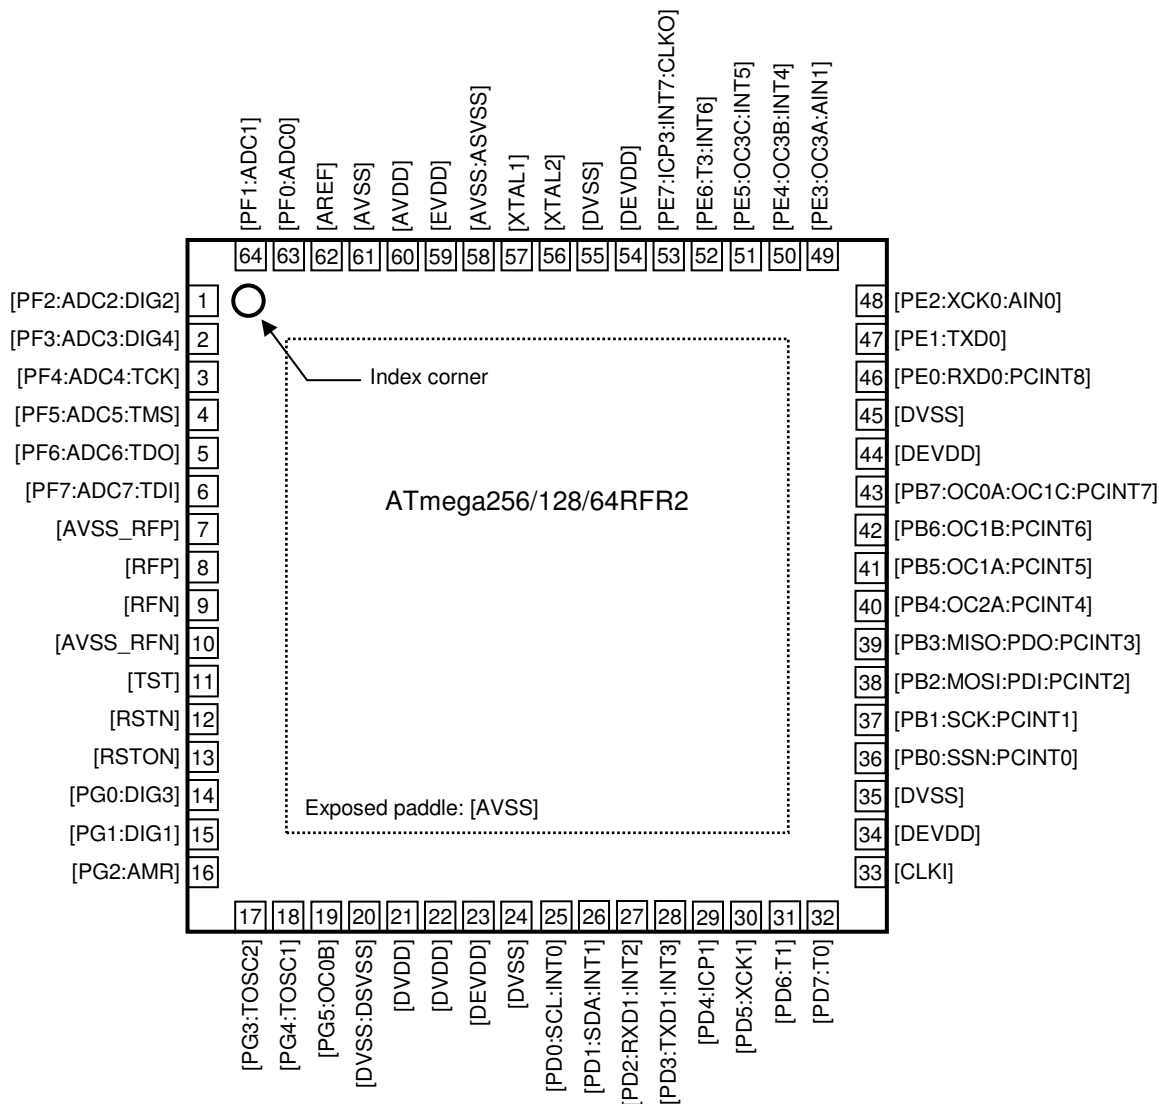 [PF1:ADC1]
[PF0:ADC0]
[AREF]
[AVSS]
[AVDD]
[EVDD]
[AVSS:ASVSS]
[XTAL1]
[XTAL2]
[DVSS]
[DEVDD]
[PE7:ICP3:INT7:CLKO]
[PE6:T3:INT6]
[PE5:OC3C:INT5]
[PE4:OC3B:INT4]
[PE3:OC3A:AIN1]
64 63 62 61 60 59 58 57 56 55 54 53 52 51 50 49
[PF2:ADC2:DIG2] 1
[PF3:ADC3:DIG4] 2
[PF4:ADC4:TCK] 3
[PF5:ADC5:TMS] 4
[PF6:ADC6:TDO] 5
[PF7:ADC7:TDI] 6
[AVSS_RFP] 7
[RFP] 8
[RFN] 9
[AVSS_RFN] 10
[TST] 11
[RSTN] 12
[RSTON] 13
[PG0:DIG3] 14
[PG1:DIG1] 15
[PG2:AMR] 16
Index corner
ATmega256/128/64RFR2
Exposed paddle: [AVSS]
48 [PE2:XCK0:AIN0]
47 [PE1:TXD0]
46 [PE0:RXD0:PCINT8]
45 [DVSS]
44 [DEVDD]
43 [PB7:OC0A:OC1C:PCINT7]
42 [PB6:OC1B:PCINT6]
41 [PB5:OC1A:PCINT5]
40 [PB4:OC2A:PCINT4]
39 [PB3:MISO:PDO:PCINT3]
38 [PB2:MOSI:PDI:PCINT2]
37 [PB1:SCK:PCINT1]
36 [PB0:SSN:PCINT0]
35 [DVSS]
34 [DEVDD]
33 [CLKI]
17 18 19 20 21 22 23 24 25 26 27 28 29 30 31 32
[PG3:TOSC2]
[PG4:TOSC1]
[PG5:OC0B]
[DVSS:DSVSS]
[DVDD]
[DVDD]
[DEVDD]
[DVSS]
[PD0:SCL:INT0]
[PD1:SDA:INT1]
[PD2:RXD1:INT2]
[PD3:TXD1:INT3]
[PD4:ICP1]
[PD5:XCK1]
[PD6:T1]
[PD7:T0]